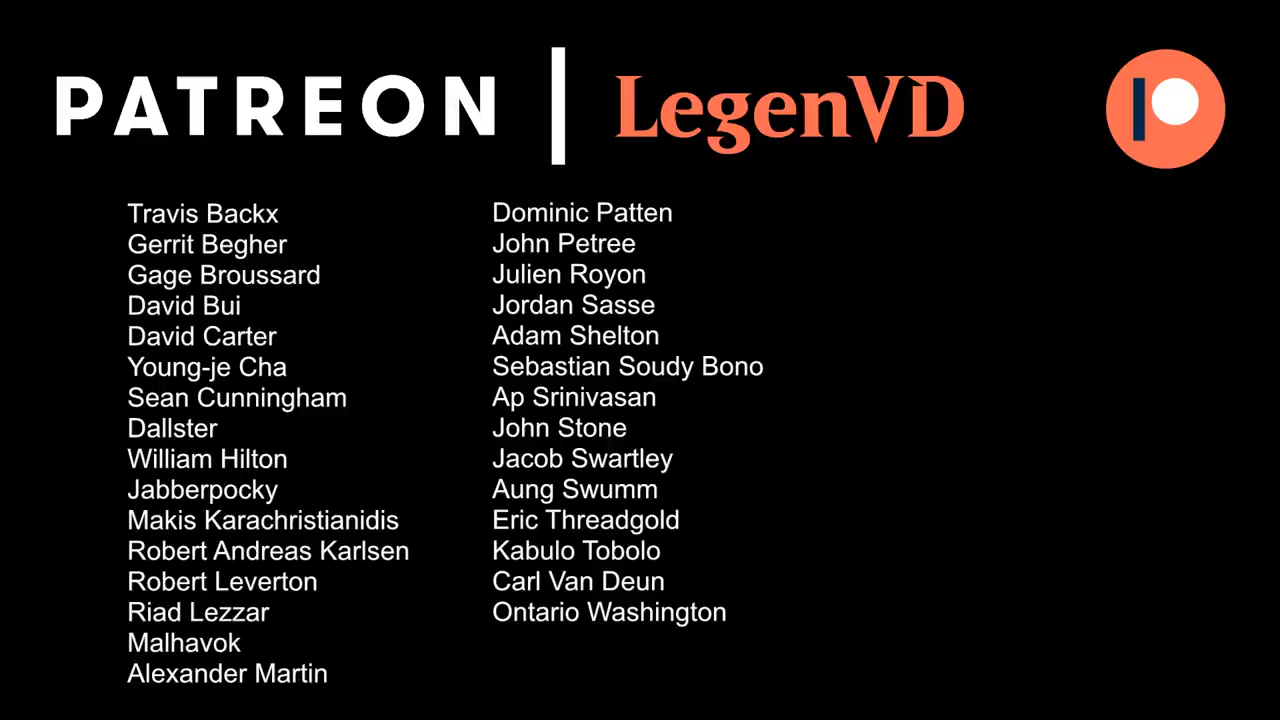 PATREON | LegenVD
Travis Backx
Gerrit Begher
Gage Broussard
David Bui
David Carter
Young-je Cha
Sean Cunningham
Dallster
William Hilton
Jabberpocky
Makis Karachristianidis
Robert Andreas Karlsen
Robert Leverton
Riad Lezzar
Malhavok
Alexander Martin
Dominic Patten
John Petree
Julien Royon
Jordan Sasse
Adam Shelton
Sebastian Soudy Bono
Ap Srinivasan
John Stone
Jacob Swartley
Aung Swumm
Eric Threadgold
Kabulo Tobolo
Carl Van Deun
Ontario Washington